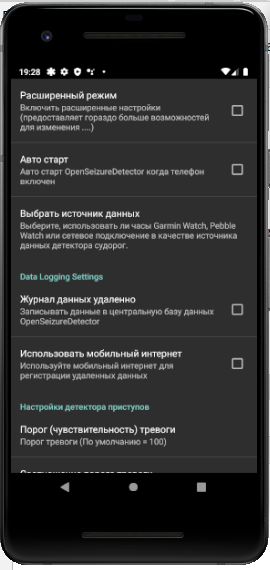 19:28
Расширенный режим
Включить расширенные настройки
(предоставляет гораздо больше возможностей
для изменения ....)
Авто старт
Авто старт OpenSeizureDetector когда телефон
включен
Выбрать источник данных
Выберите, использовать ли часы Garmin Watch, Pebble
Watch или сетевое подключение в качестве источника
данных детектора судорог.
Data Logging Settings
Журнал данных удаленно
Записывать данные в центральную базу данных
OpenSeizureDetector
Использовать мобильный интернет
Используйте мобильный интернет для
регистрации удаленных данных
Настройки детектора приступов
Порог (чувствительность) тревоги
Порог тревоги (По умолчанию = 100)